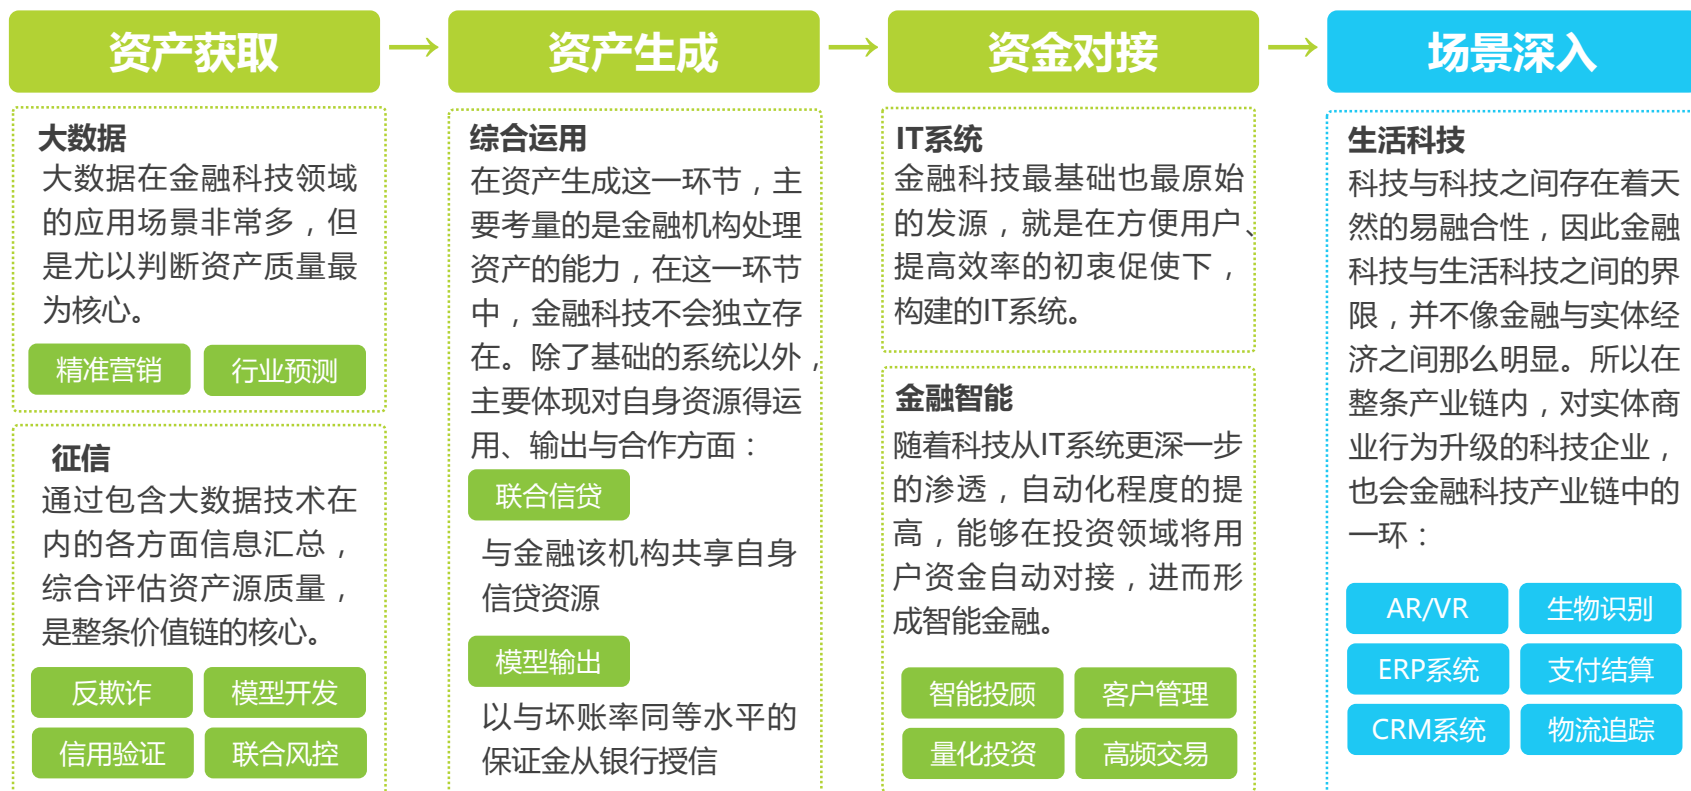 资产获取
→
资产生成
→
资金对接
→
场景深入
大数据
大数据在金融科技领域
的应用场景非常多，但
是尤以判断资产质量最
为核心。
精准营销
行业预测
征信
通过包含大数据技术在
内的各方面信息汇总，
综合评估资产源质量，
是整条价值链的核心。
反欺诈
模型开发
信用验证
联合风控
综合运用
在资产生成这一环节，主
要考量的是金融机构处理
资产的能力，在这一环节
中，金融科技不会独立存
在。除了基础的系统以外，
主要体现对自身资源得运
用、输出与合作方面：
联合信贷
与金融该机构共享自身
信贷资源
模型输出
以与坏账率同等水平的
保证金从银行授信
IT系统
金融科技最基础也最原始
的发源，就是在方便用户、
提高效率的初衷促使下，
构建的IT系统。
金融智能
随着科技从IT系统更深一步
的渗透，自动化程度的提
高，能够在投资领域将用
户资金自动对接，进而形
成智能金融。
智能投顾
客户管理
量化投资
高频交易
生活科技
科技与科技之间存在着天
然的易融合性，因此金融
科技与生活科技之间的界
限，并不像金融与实体经
济之间那么明显。所以在
整条产业链内，对实体商
业行为升级的科技企业，
也会金融科技产业链中的
一环：
AR/VR
生物识别
ERP系统
支付结算
CRM系统
物流追踪